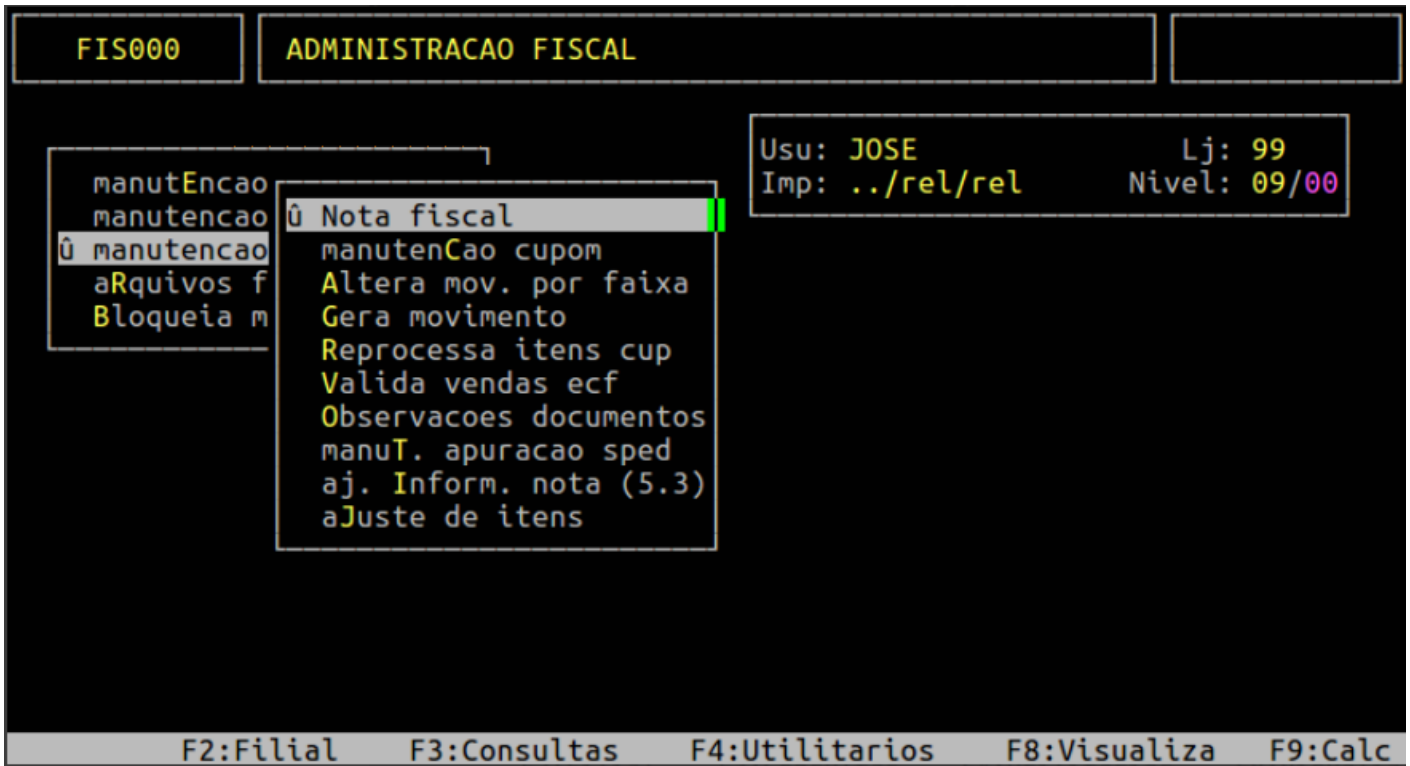 FIS000 ADMINISTRACAO FISCAL
Usu: JOSE Lj: 99
Imp: ../rel/rel Nivel: 09/00
manutEncao
manutencao
û manutencao
aRquivos f
Bloqueia m
û Nota fiscal
manutenCao cupom
Altera mov. por faixa
Gera movimento
Reprocessa itens cup
Valida vendas ecf
Observacoes documentos
manuT. apuracao sped
aj. Inform. nota (5.3)
aJuste de itens
F2:Filial F3:Consultas F4:Utilitarios F8:Visualiza F9:Calc